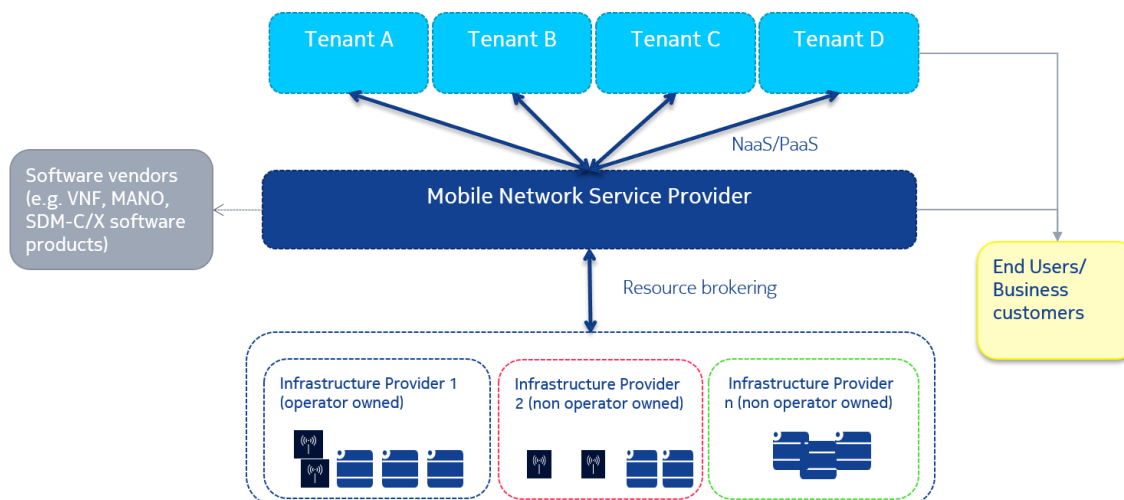 Tenant A
Tenant B
Tenant C
Tenant D
NaaS/PaaS
Software vendors
(e.g. VNF, MANO,
SDM-C/X software
products)
Mobile Network Service Provider
End Users/
Business
customers
Resource brokering
Infrastructure Provider 1
(operator owned)
Infrastructure Provider
2 (non operator owned)
Infrastructure Provider
n (non operator owned)